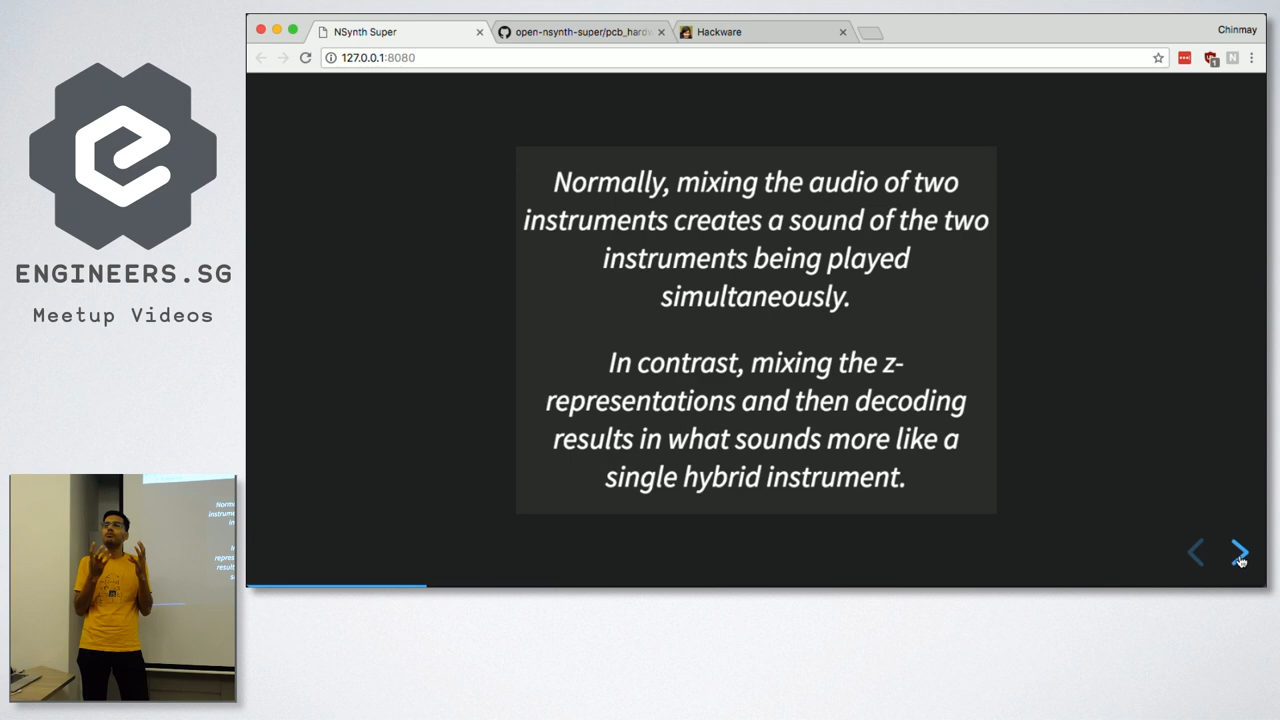 NSynth Super
open-nsynth-super/pcb_hardw
Hackware
Chinmay
127.0.0.1:8080
ENGINEERS.SG
Meetup Videos
Normally, mixing the audio of two
instruments creates a sound of the two
instruments being played
simultaneously.
In contrast, mixing the z-
representations and then decoding
results in what sounds more like a
single hybrid instrument.